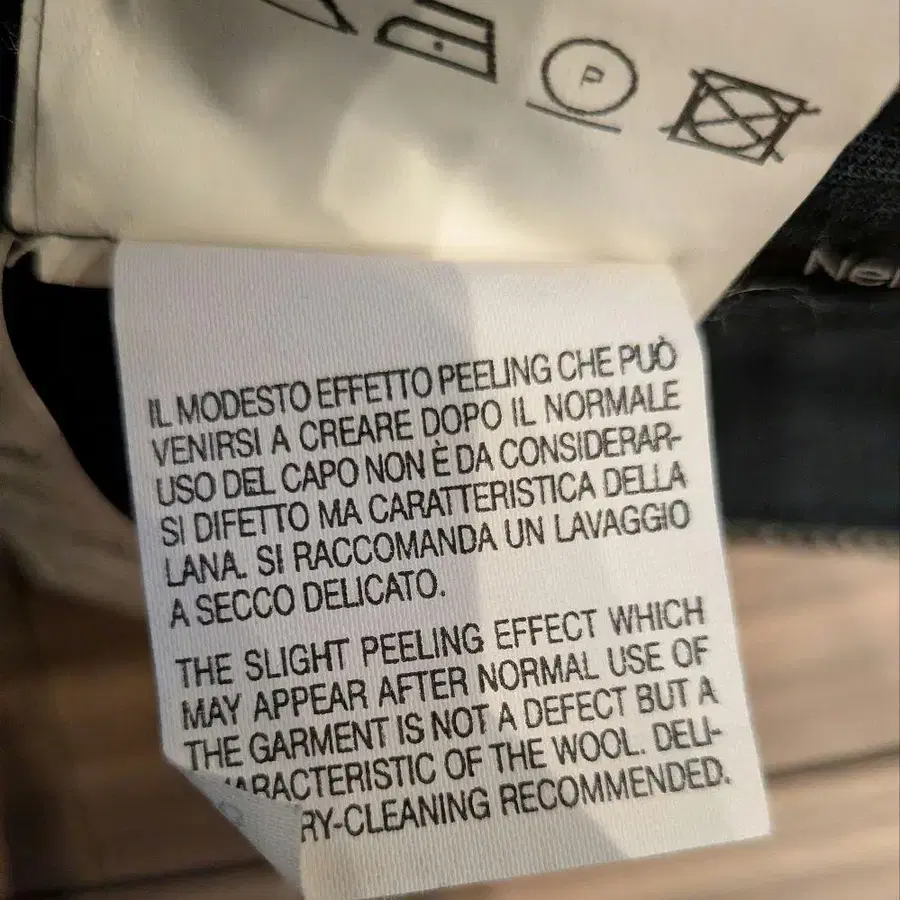 P
IL MODESTO EFFETTO PEELING CHE PUÒ
VENIRSI A CREARE DOPO IL NORMALE
USO DEL CAPO NON È DA CONSIDERAR-
SI DIFETTO MA CARATTERISTICA DELLA
LANA. SI RACCOMANDA UN LAVAGGIO
A SECCO DELICATO.
THE SLIGHT PEELING EFFECT WHICH
MAY APPEAR AFTER NORMAL USE OF
THE GARMENT IS NOT A DEFECT BUT A
ARACTERISTIC OF THE WOOL. DELI-
RY-CLEANING RECOMMENDED.